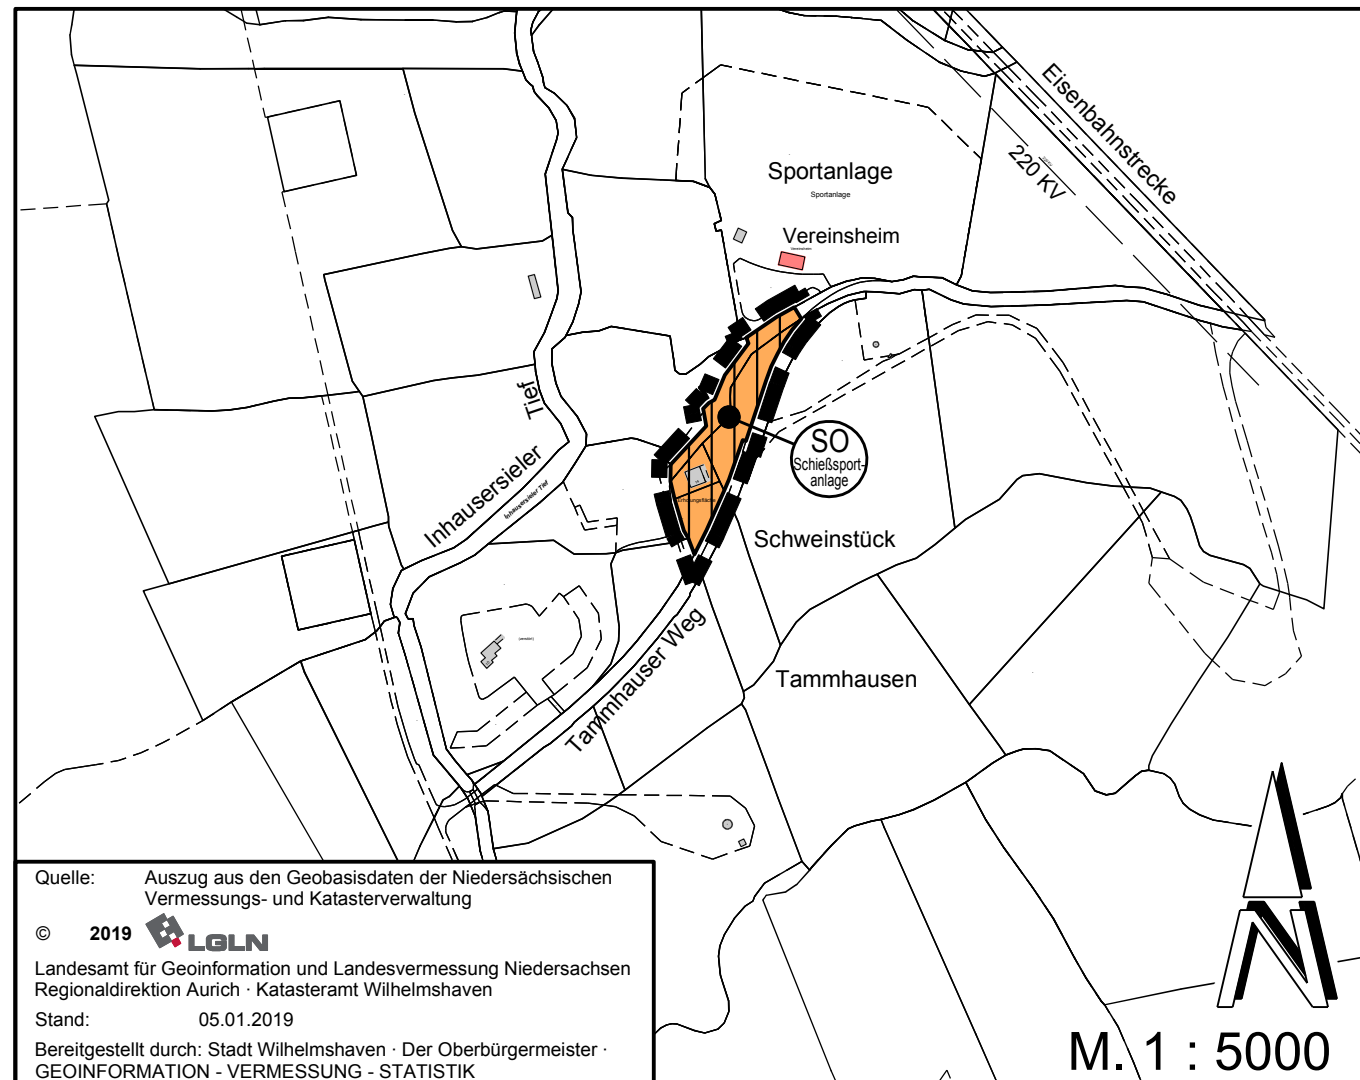 Eisenbahnstrecke
220 KV
Sportanlage
Sportanlage
Vereinsheim
Tief
Inhausersieler
Inhausersieler Tief
SO
Schießsport-
anlage
Schweinstück
Tammhauser Weg
Tammhausen
Quelle: Auszug aus den Geobasisdaten der Niedersächsischen
Vermessungs- und Katasterverwaltung
© 2019 LGLN
Landesamt für Geoinformation und Landesvermessung Niedersachsen
Regionaldirektion Aurich · Katasteramt Wilhelmshaven
Stand: 05.01.2019
Bereitgestellt durch: Stadt Wilhelmshaven · Der Oberbürgermeister ·
GEOINFORMATION - VERMESSUNG - STATISTIK
N
M. 1 : 5000